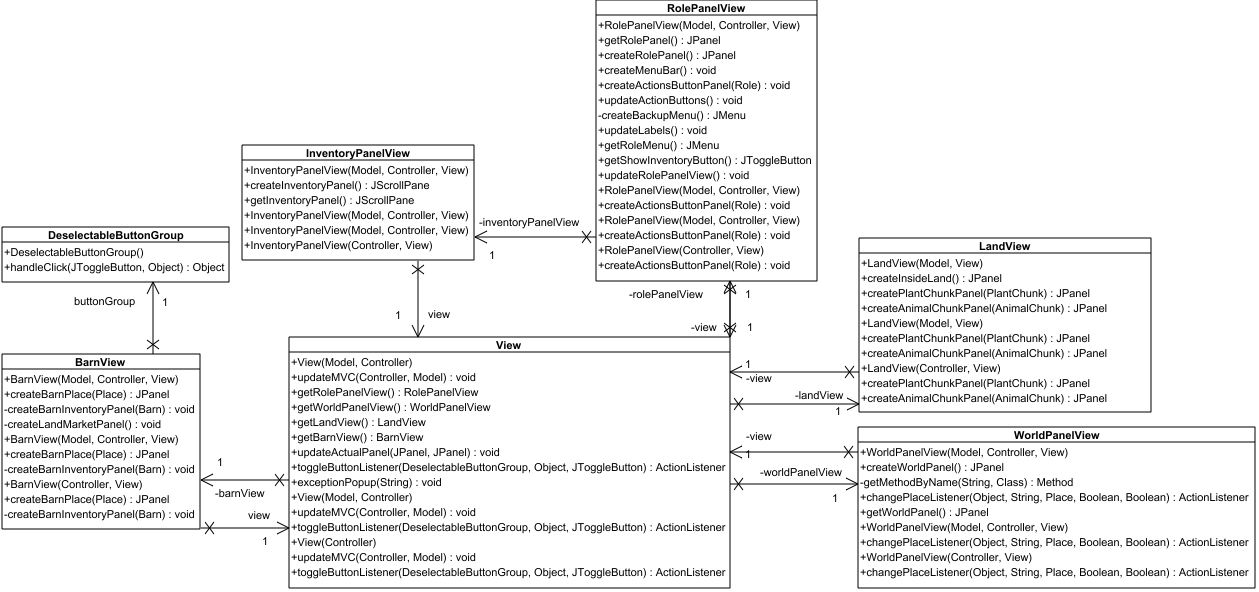 RolePanelView
+RolePanelView(Model, Controller, View)
+getRolePanel() : JPanel
+createRolePanel() : JPanel
+createMenuBar() : void
+createActionsButtonPanel(Role) : void
+updateActionButtons() : void
-createBackupMenu() : JMenu
+updateLabels() : void
+getRoleMenu() : JMenu
+getShowInventoryButton() : JToggleButton
+updateRolePanelView() : void
+RolePanelView(Model, Controller, View)
+createActionsButtonPanel(Role) : void
+RolePanelView(Model, Controller, View)
+createActionsButtonPanel(Role) : void
+RolePanelView(Controller, View)
+createActionsButtonPanel(Role) : void
InventoryPanelView
+InventoryPanelView(Model, Controller, View)
+createInventoryPanel() : JScrollPane
+getInventoryPanel() : JScrollPane
+InventoryPanelView(Model, Controller, View)
+InventoryPanelView(Model, Controller, View)
+InventoryPanelView(Controller, View)
-inventoryPanelView
1
DeselectableButtonGroup
+DeselectableButtonGroup()
+handleClick(JToggleButton, Object) : Object
buttonGroup
1
LandView
+LandView(Model, View)
+createInsideLand() : JPanel
+createPlantChunkPanel(PlantChunk) : JPanel
+createAnimalChunkPanel(AnimalChunk) : JPanel
+LandView(Model, View)
+createPlantChunkPanel(PlantChunk) : JPanel
+createAnimalChunkPanel(AnimalChunk) : JPanel
+LandView(Controller, View)
+createPlantChunkPanel(PlantChunk) : JPanel
+createAnimalChunkPanel(AnimalChunk) : JPanel
-rolePanelView
1
1
view
-view
1
BarnView
+BarnView(Model, Controller, View)
+createBarnPlace(Place) : JPanel
-createBarnInventoryPanel(Barn) : void
-createLandMarketPanel() : void
+BarnView(Model, Controller, View)
+createBarnPlace(Place) : JPanel
-createBarnInventoryPanel(Barn) : void
+BarnView(Controller, View)
+createBarnPlace(Place) : JPanel
-createBarnInventoryPanel(Barn) : void
View
+View(Model, Controller)
+updateMVC(Controller, Model) : void
+getRolePanelView() : RolePanelView
+getWorldPanelView() : WorldPanelView
+getLandView() : LandView
+getBarnView() : BarnView
+updateActualPanel(JPanel, JPanel) : void
+toggleButtonListener(DeselectableButtonGroup, Object, JToggleButton) : ActionListener
+exceptionPopup(String) : void
+View(Model, Controller)
+updateMVC(Controller, Model) : void
+toggleButtonListener(DeselectableButtonGroup, Object, JToggleButton) : ActionListener
+View(Controller)
+updateMVC(Controller, Model) : void
+toggleButtonListener(DeselectableButtonGroup, Object, JToggleButton) : ActionListener
1
-view
-landView
1
-view
1
-worldPanelView
1
1
-barnView
view
1
WorldPanelView
+WorldPanelView(Model, Controller, View)
+createWorldPanel() : JPanel
-getMethodByName(String, Class) : Method
+changePlaceListener(Object, String, Place, Boolean, Boolean) : ActionListener
+getWorldPanel() : JPanel
+WorldPanelView(Model, Controller, View)
+changePlaceListener(Object, String, Place, Boolean, Boolean) : ActionListener
+WorldPanelView(Controller, View)
+changePlaceListener(Object, String, Place, Boolean, Boolean) : ActionListener